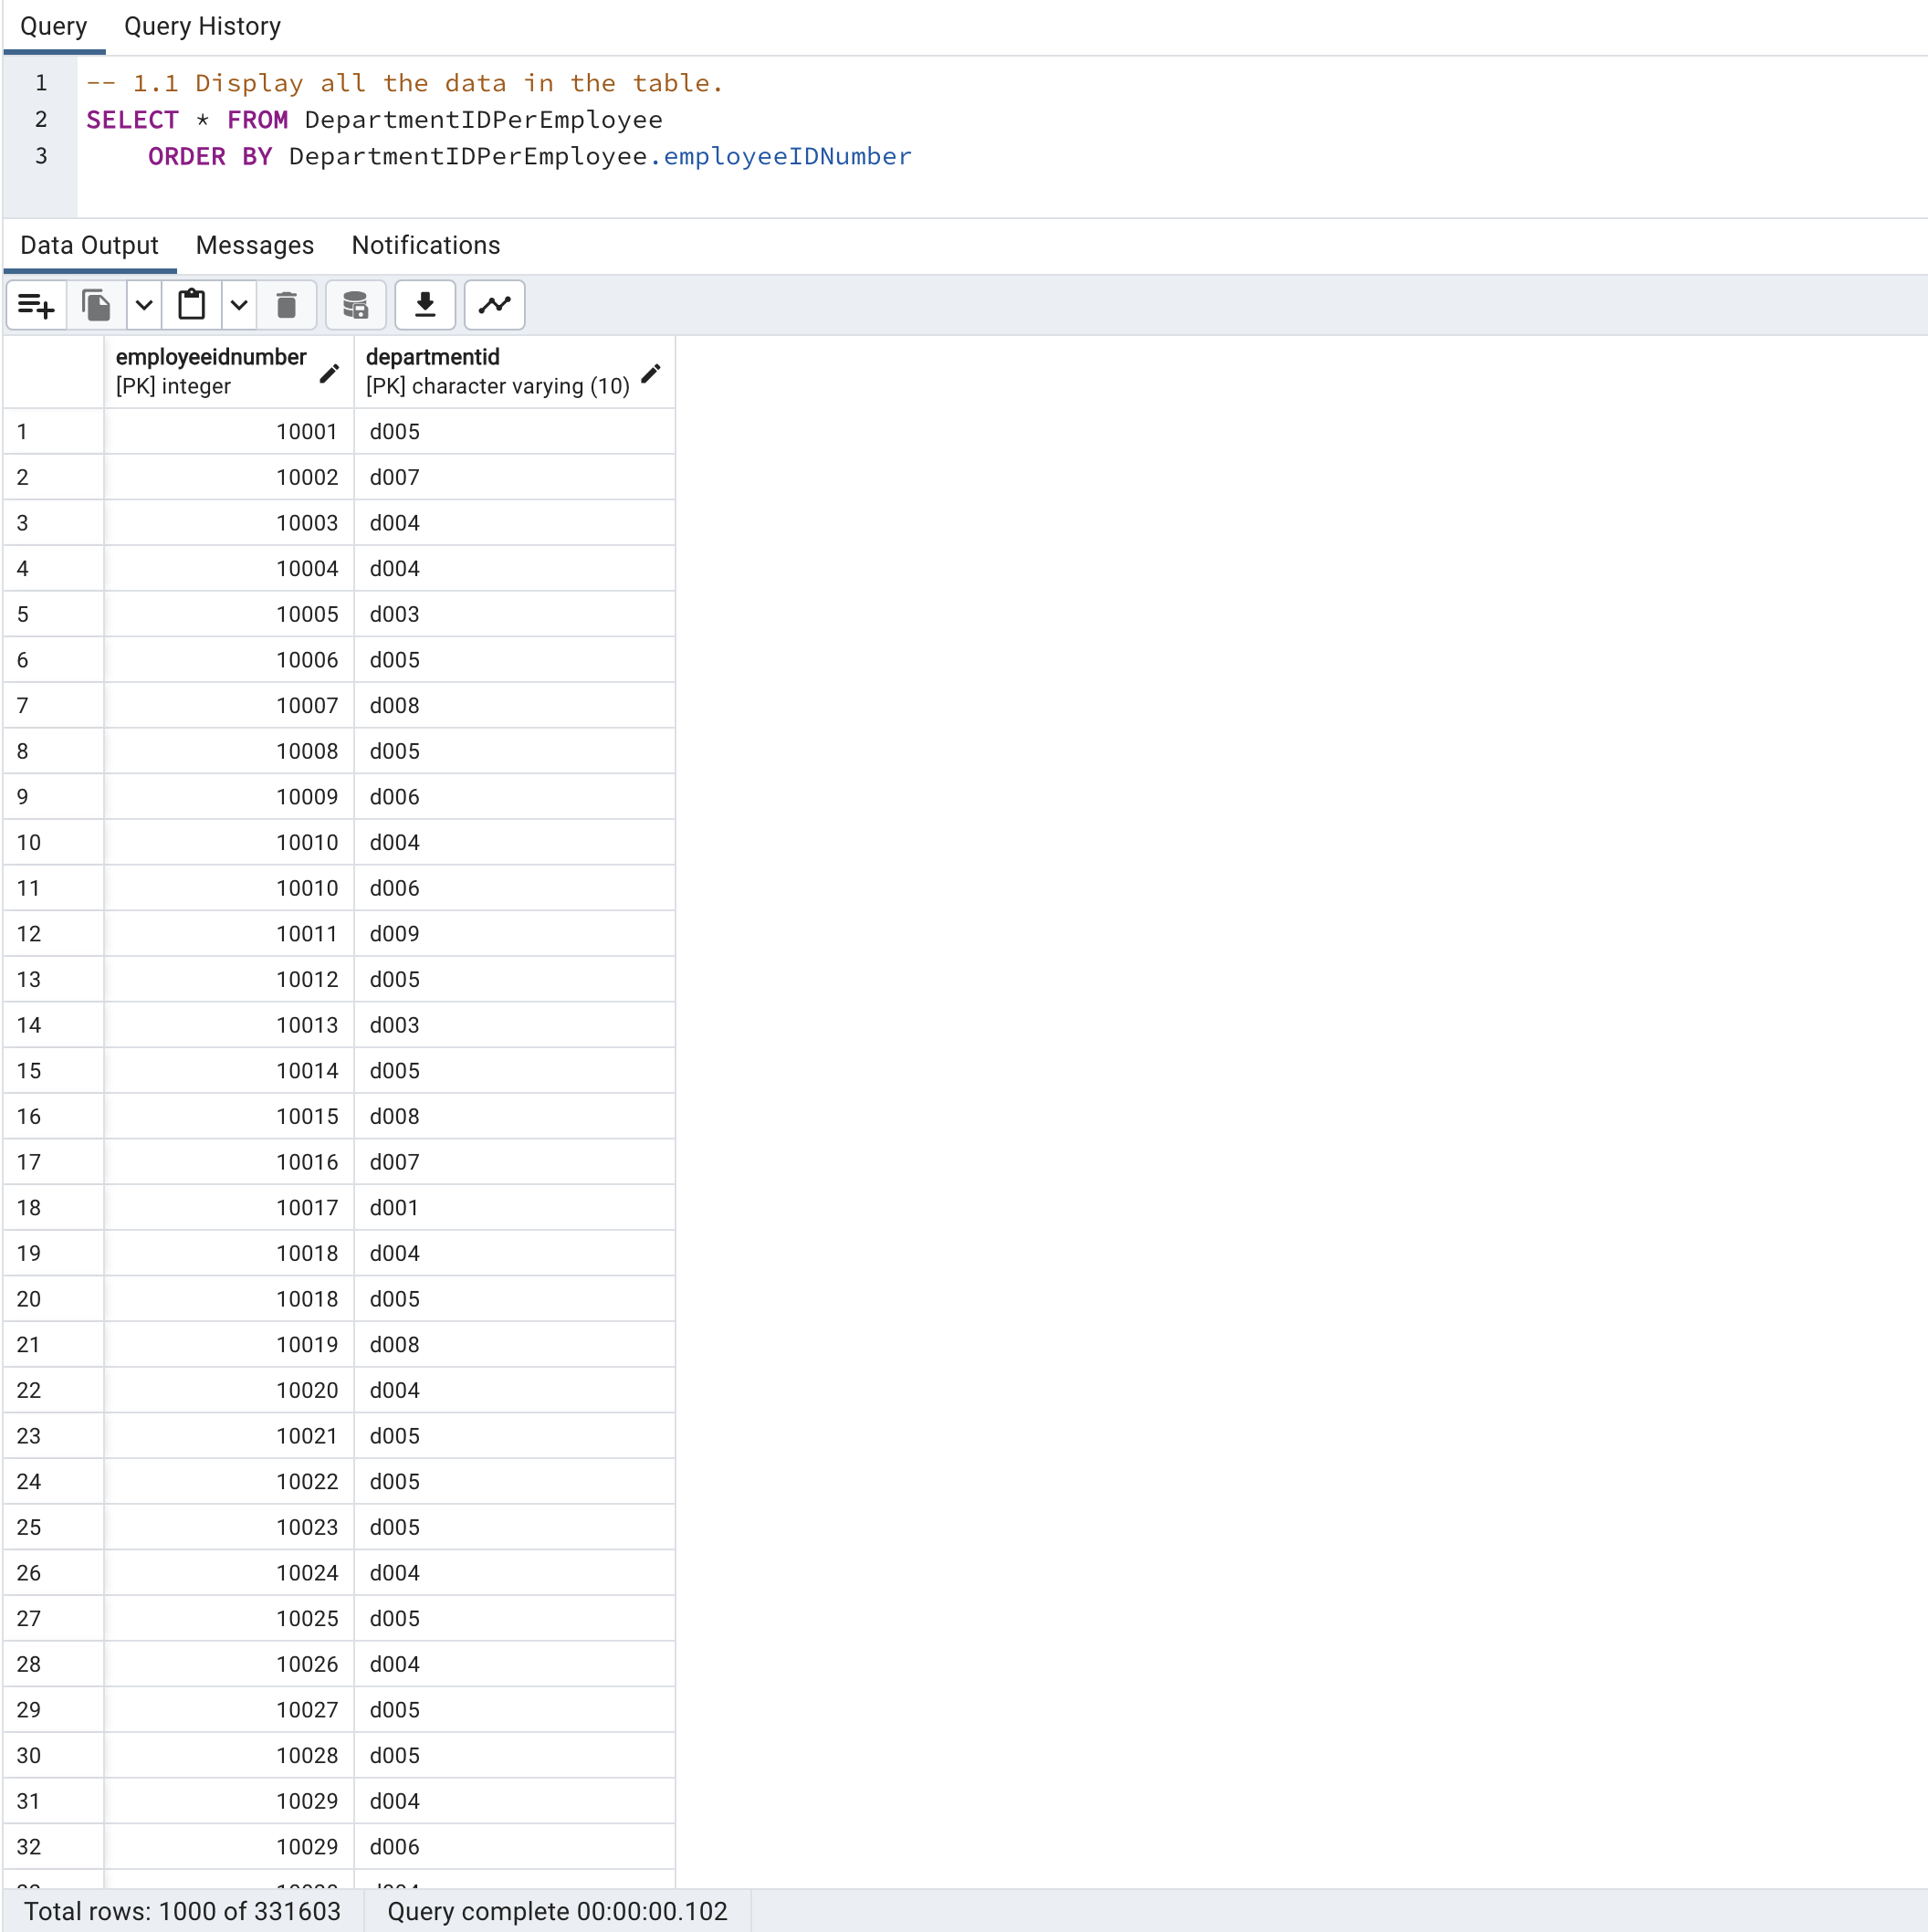 Query Query History
1 -- 1.1 Display all the data in the table.
2 SELECT * FROM DepartmentIDPerEmployee
3 ORDER BY DepartmentIDPerEmployee.employeeIDNumber
Data Output Messages Notifications
employeeidnumber departmentid
[PK] integer [PK] character varying (10)
1 10001 d005
2 10002 d007
3 10003 d004
4 10004 d004
5 10005 d003
6 10006 d005
7 10007 d008
8 10008 d005
9 10009 d006
10 10010 d004
11 10010 d006
12 10011 d009
13 10012 d005
14 10013 d003
15 10014 d005
16 10015 d008
17 10016 d007
18 10017 d001
19 10018 d004
20 10018 d005
21 10019 d008
22 10020 d004
23 10021 d005
24 10022 d005
25 10023 d005
26 10024 d004
27 10025 d005
28 10026 d004
29 10027 d005
30 10028 d005
31 10029 d004
32 10029 d006
Total rows: 1000 of 331603 Query complete 00:00:00.102